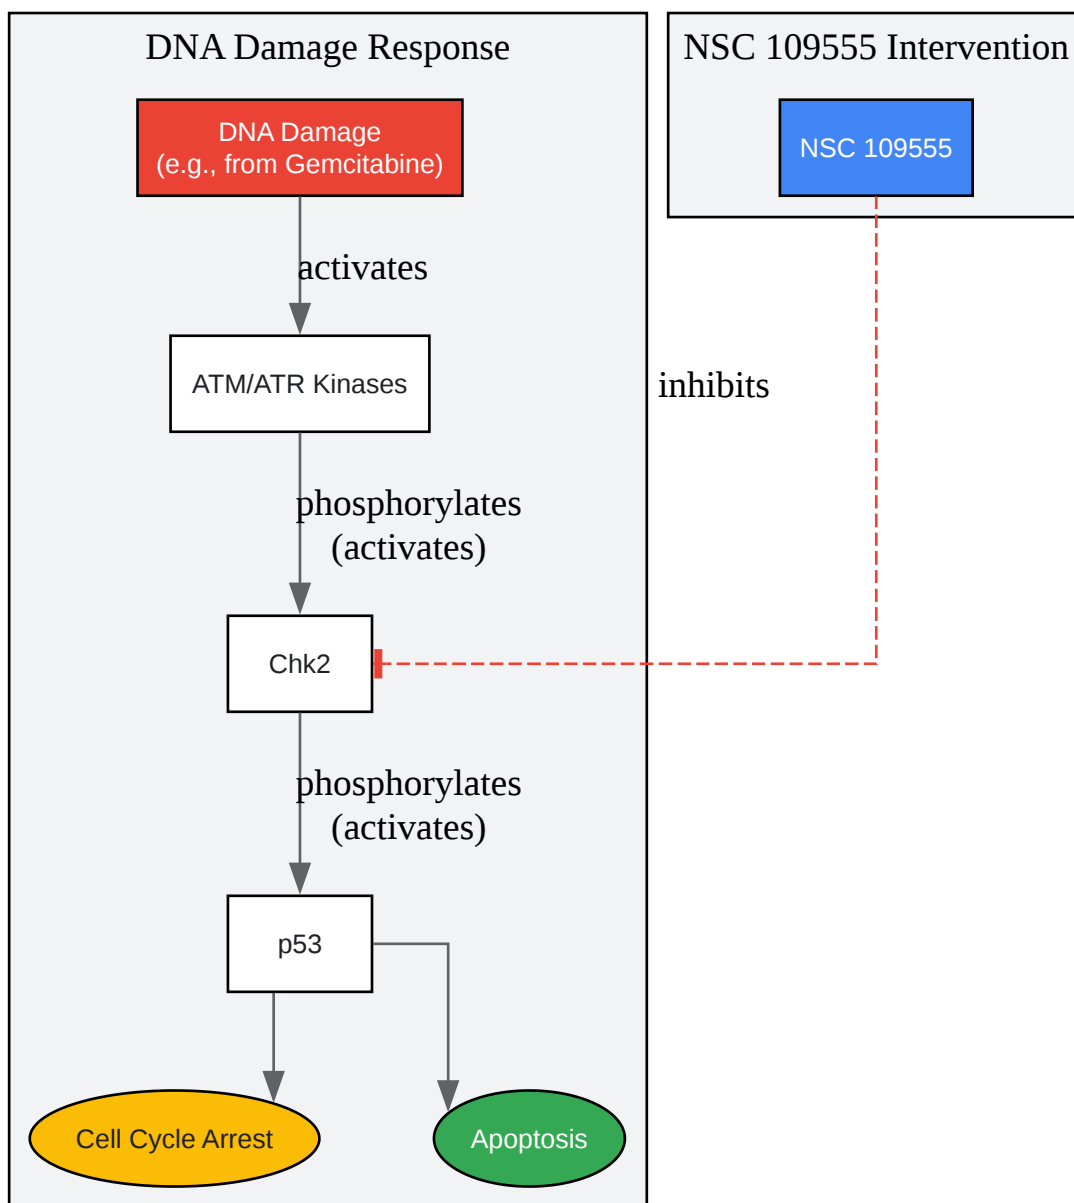 DNA Damage Response
DNA Damage
(e.g., from Gemcitabine)
activates
ATM/ATR Kinases
phosphorylates
(activates)
Chk2
phosphorylates
(activates)
p53
Cell Cycle Arrest
Apoptosis
NSC 109555 Intervention
NSC 109555
inhibits